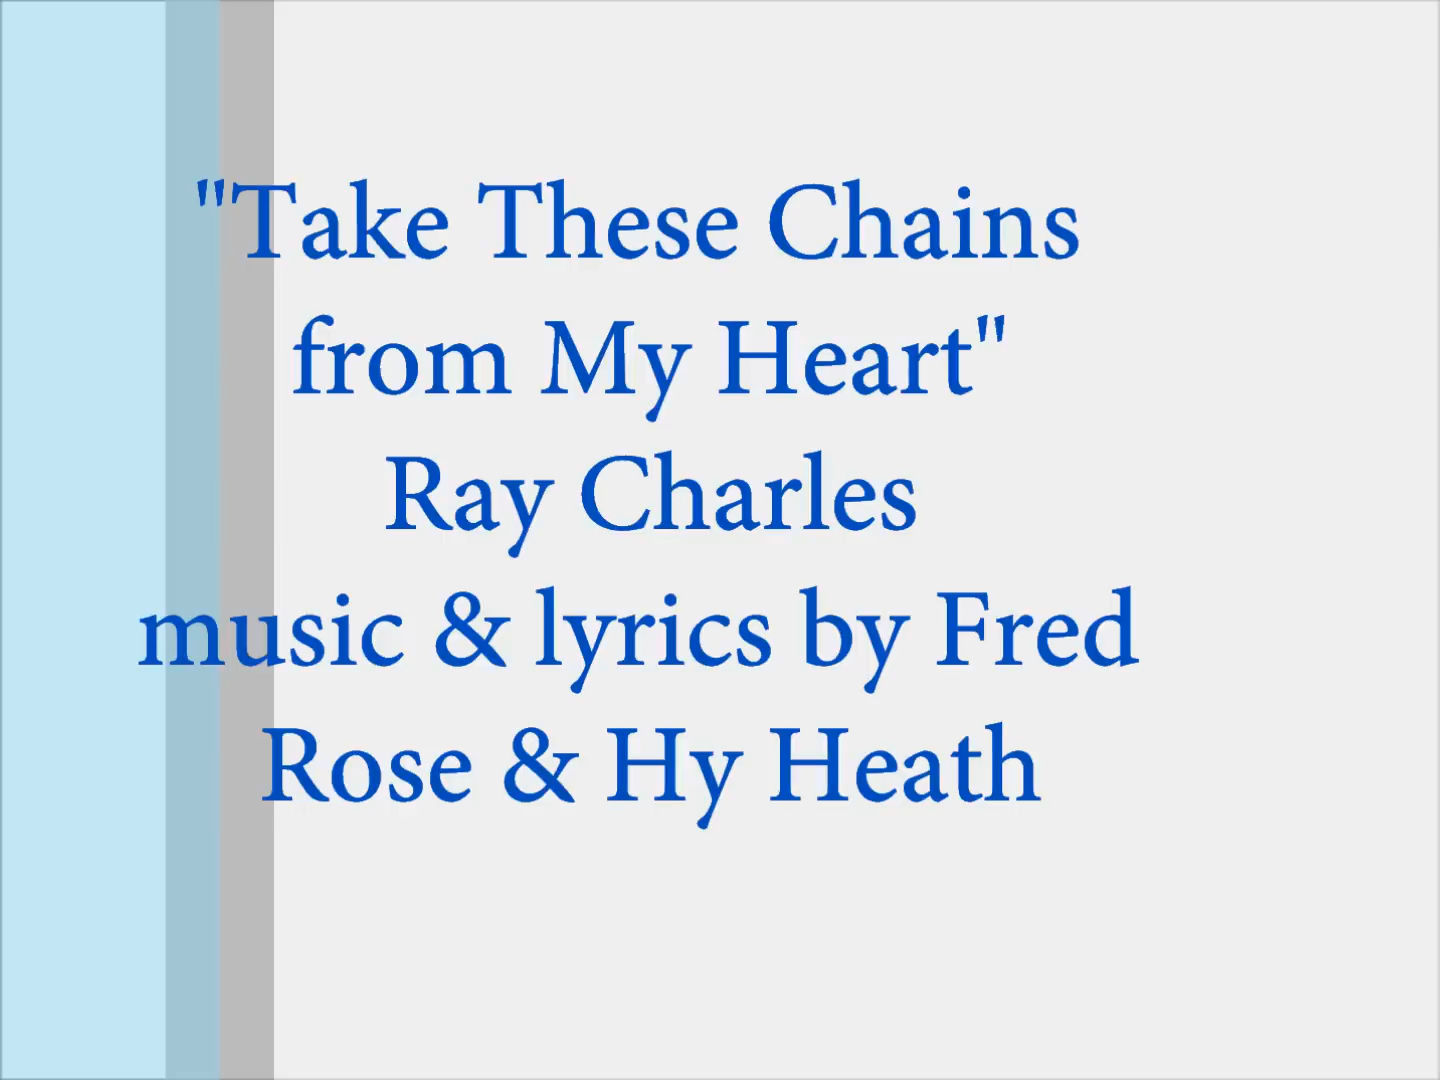 "Take These Chains
from My Heart"
Ray Charles
music & lyrics by Fred
Rose & Hy Heath